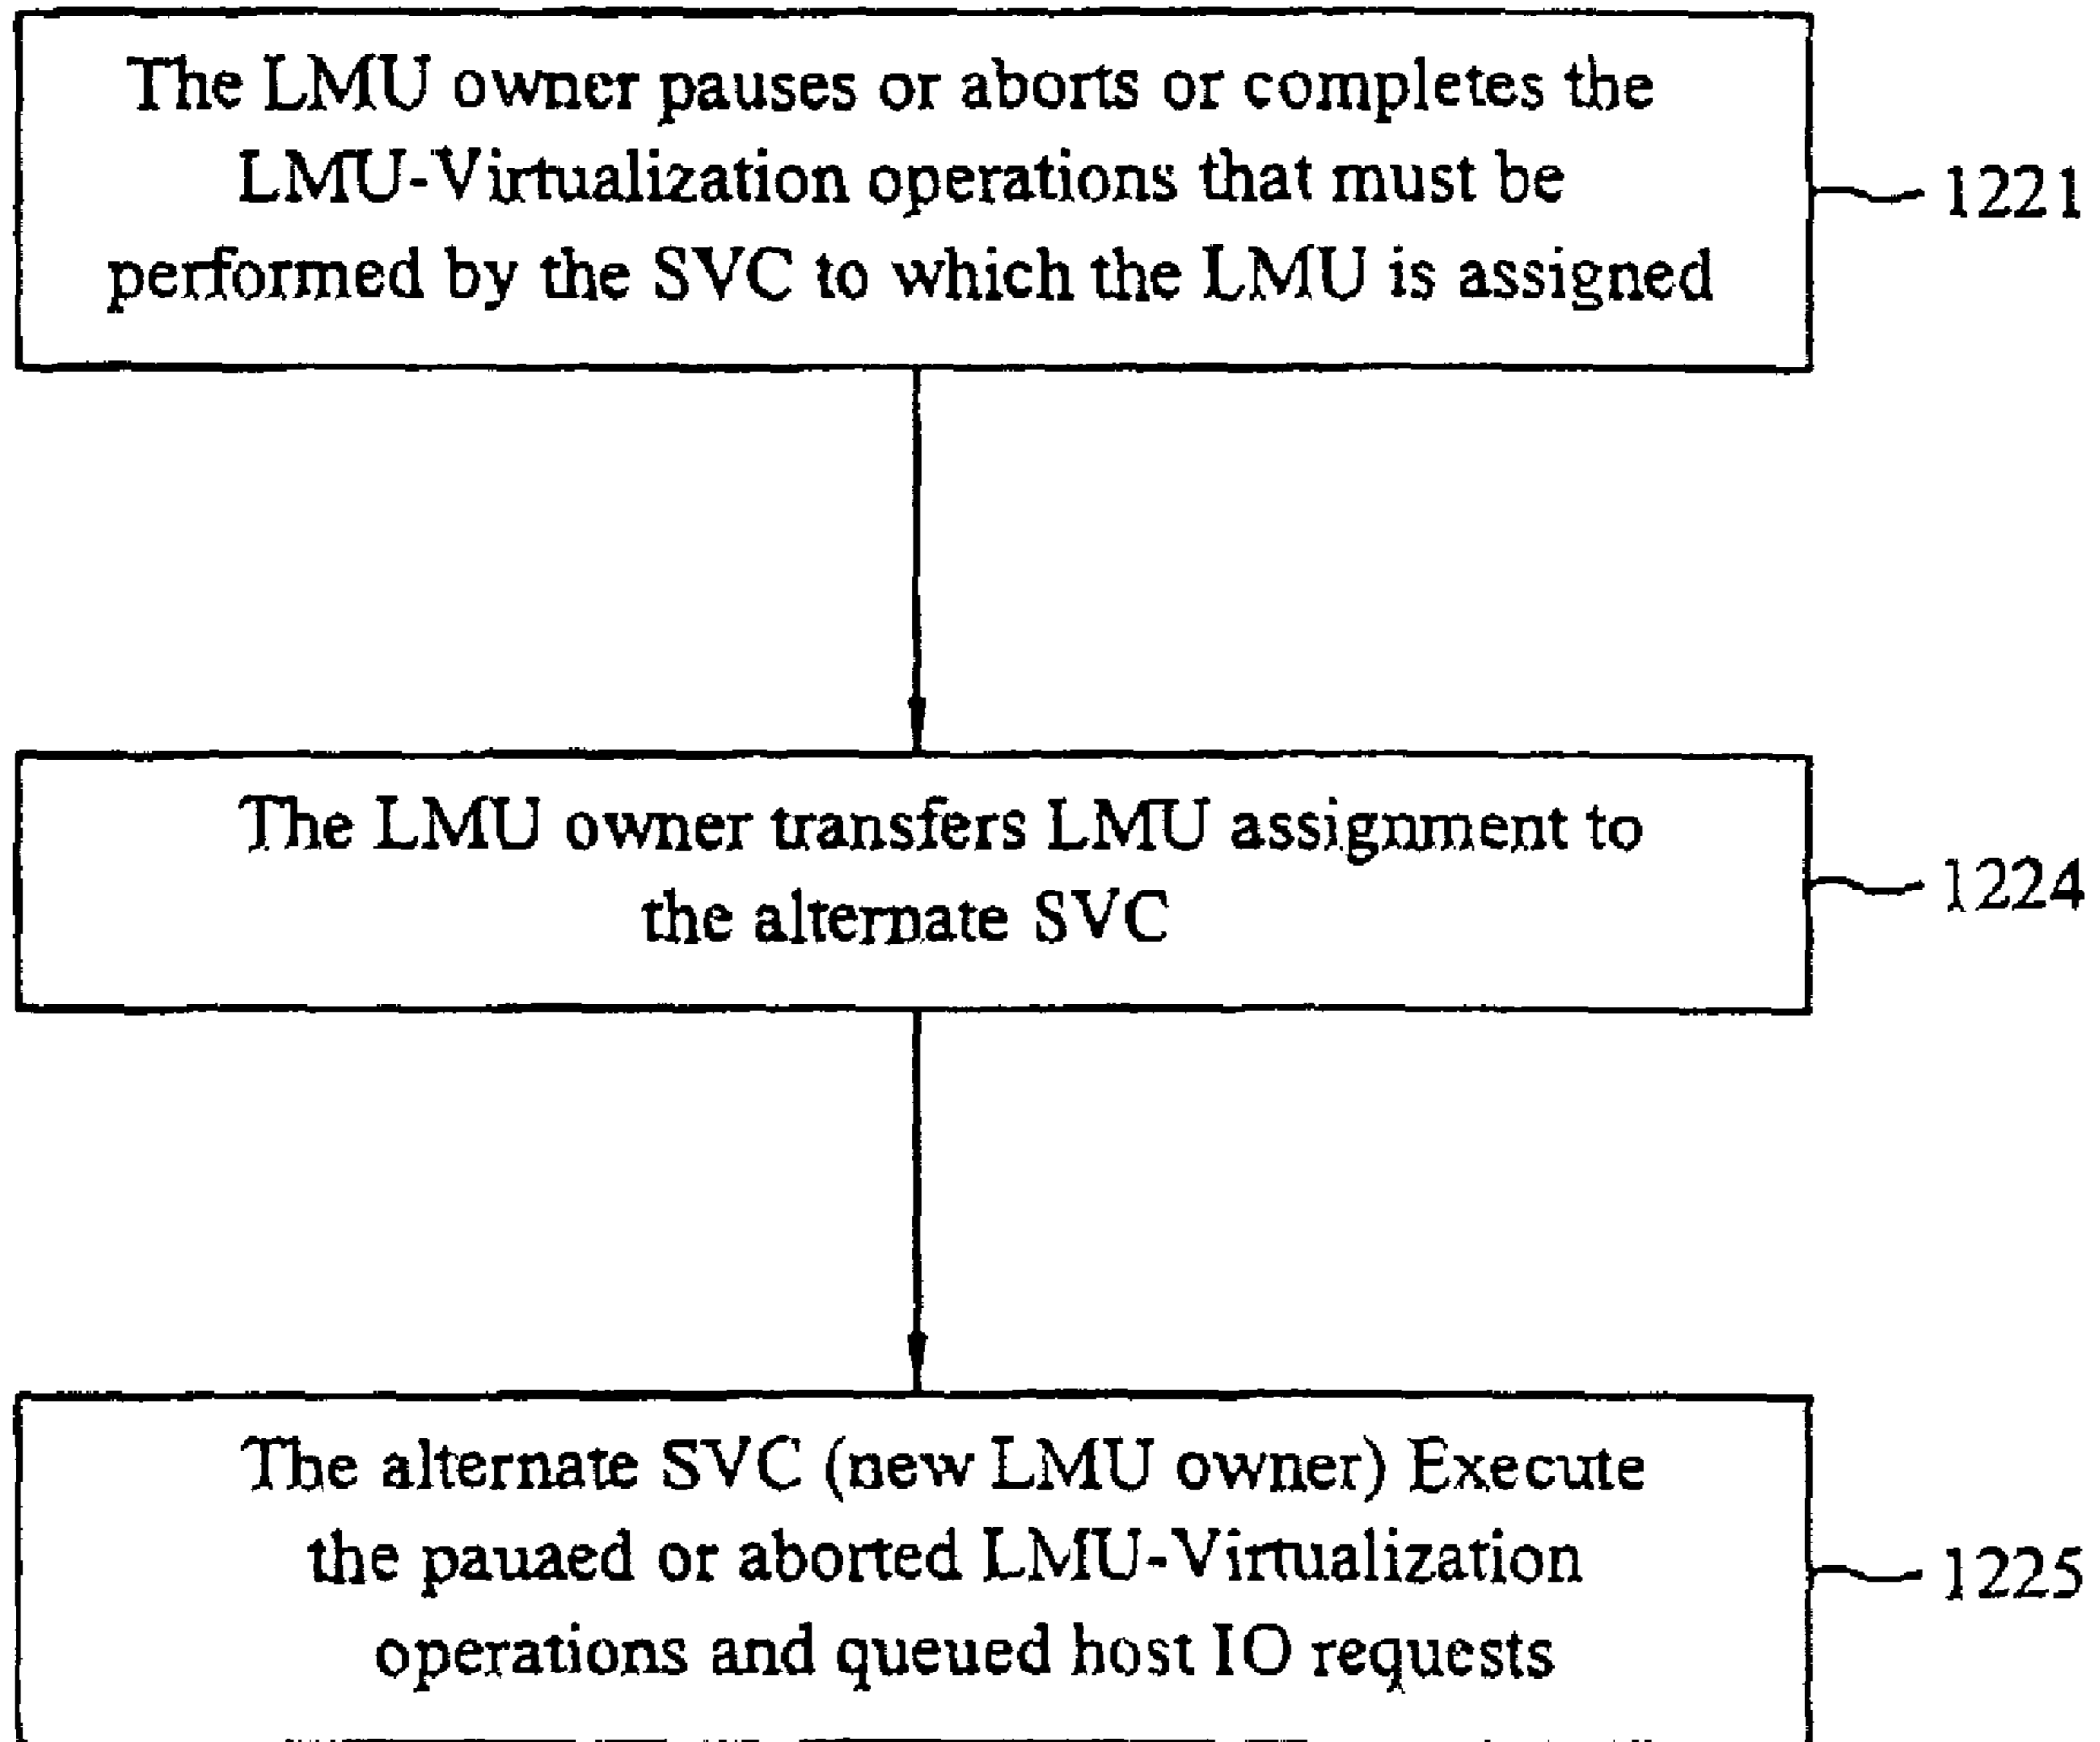 The LMU owner pauses or aborts or completes the
LMU-Virtualization operations that must be
performed by the SVC to which the LMU is assigned
1221
The LMU owner transfers LMU assignment to
the alternate SVC
1224
The alternate SVC (new LMU owner) Execute
the pauaed or aborted LMU-Virtualization
operations and queued host IO requests
1225